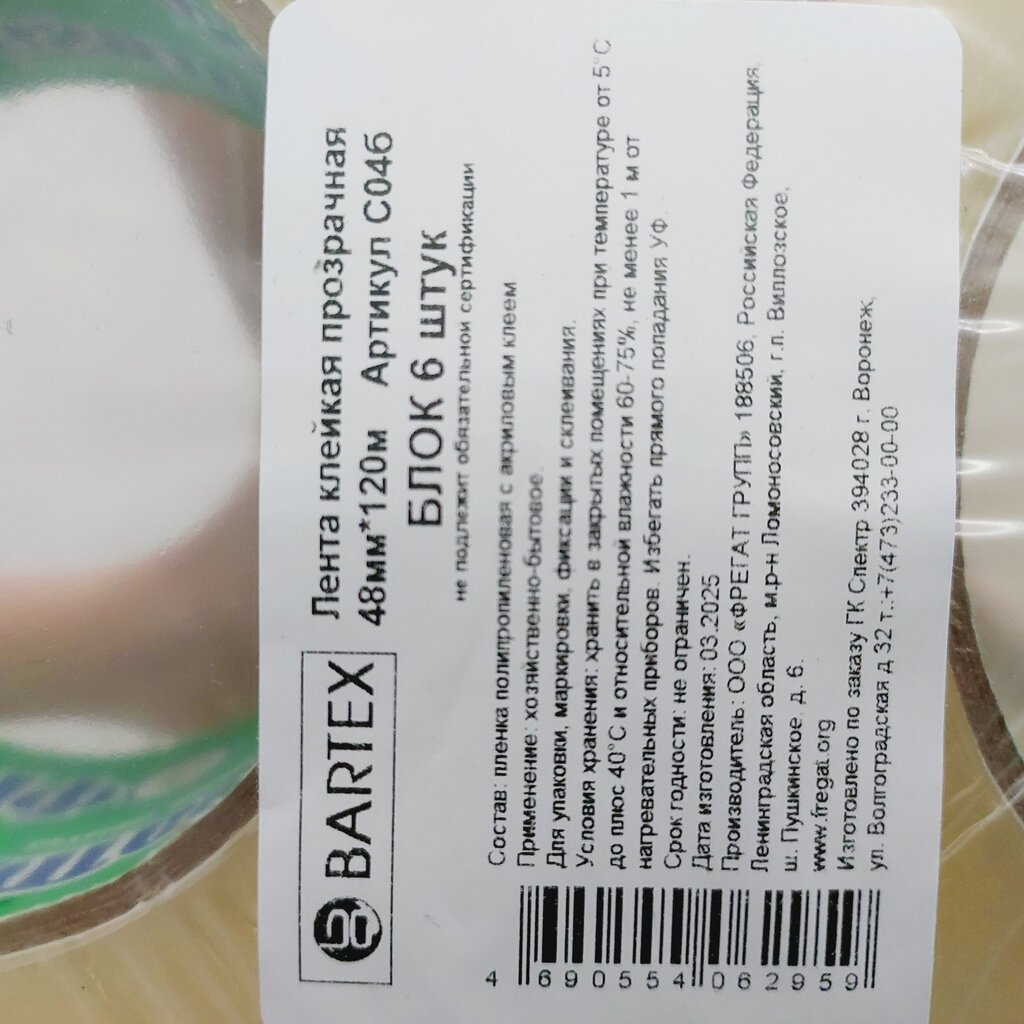 BARTEX
Лента клейкая прозрачная
48мм*120м Артикул С046
БЛОК 6 штук
не подлежит обязательной сертификации
Состав: пленка полипропиленовая с акриловым клеем
Применение: хозяйственно-бытовое.
Для упаковки, маркировки, фиксации и склеивания.
Условия хранения: хранить в закрытых помещениях при температуре от 5°С
до плюс 40°С и относительной влажности 60-75%, не менее 1 м от
нагревательных приборов. Избегать прямого попадания УФ.
Срок годности: не ограничен.
Дата изготовления: 03.2025
Производитель: ООО «ФРЕГАТ ГРУПП» 188506, Российская Федерация,
Ленинградская область, м.р-н Ломоносовский, г.п. Виллозское,
ш. Пушкинское, д. 6.
www.fregat.org
Изготовлено по заказу ГК Спектр 394028 г. Воронеж,
ул. Волгоградская д 32 т.:+7(473)233-00-00
4 690554 062959